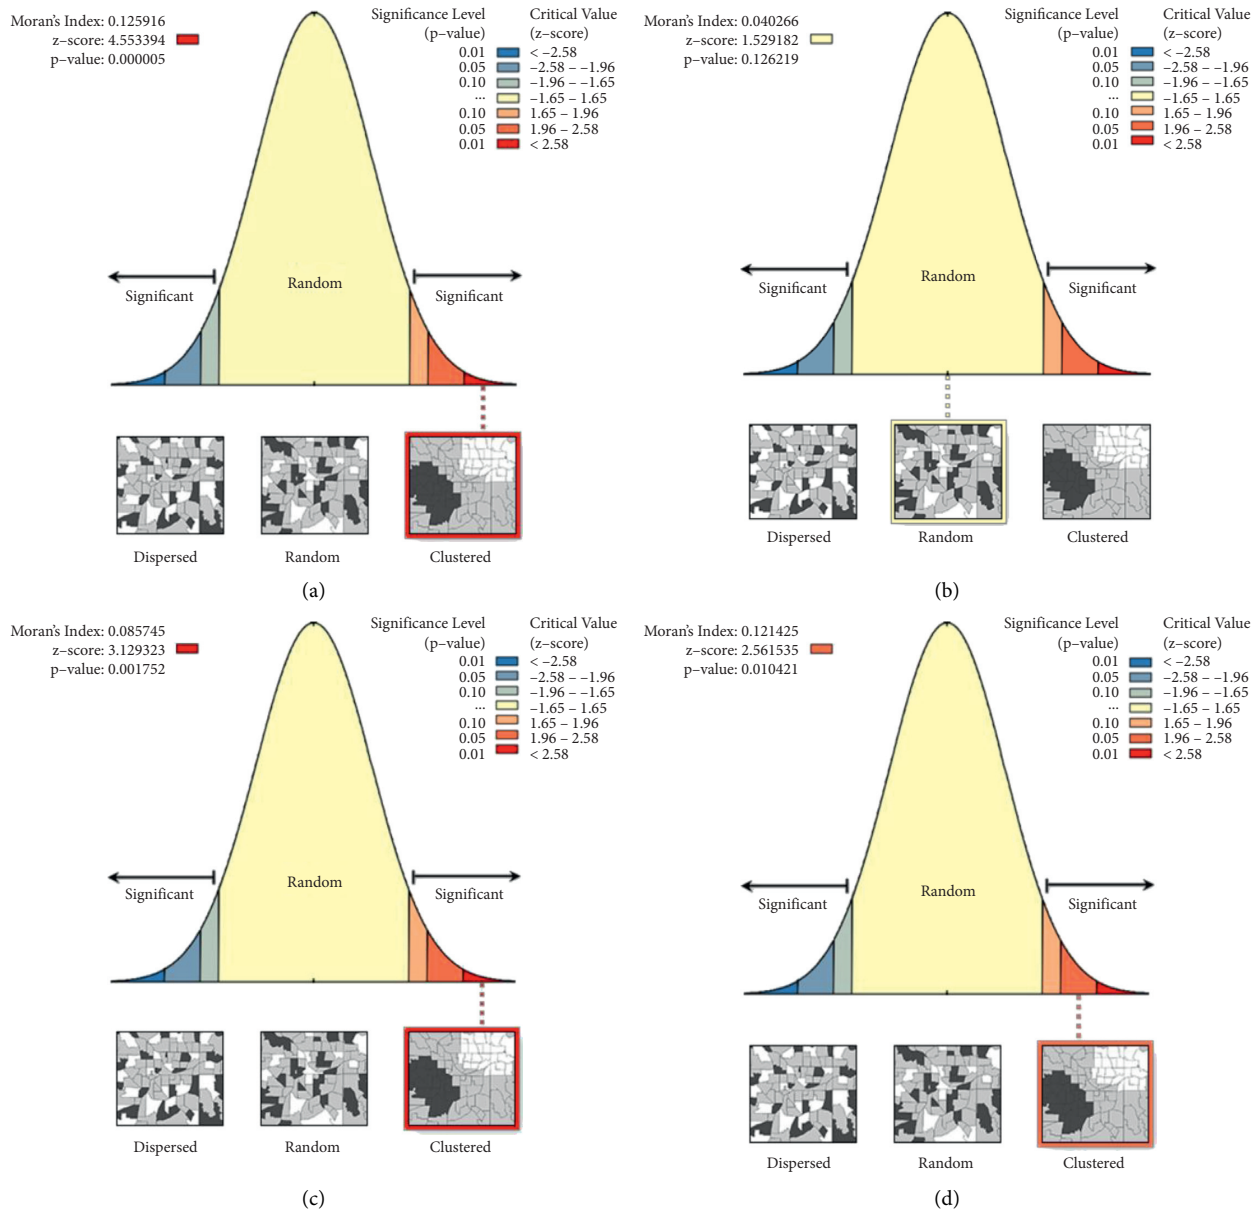 Moran's Index: 0.125916
z–score: 4.553394
p–value: 0.000005
Significance Level
(p–value)
Critical Value
(z–score)
0.01 < –2.58
0.05 –2.58 – –1.96
0.10 –1.96 – –1.65
... –1.65 – 1.65
0.10 1.65 – 1.96
0.05 1.96 – 2.58
0.01 < 2.58
Significant
Random
Significant
Dispersed
Random
Clustered
(a)
Moran's Index: 0.040266
z–score: 1.529182
p–value: 0.126219
Significance Level
(p–value)
Critical Value
(z–score)
0.01 < –2.58
0.05 –2.58 – –1.96
0.10 –1.96 – –1.65
... –1.65 – 1.65
0.10 1.65 – 1.96
0.05 1.96 – 2.58
0.01 < 2.58
Significant
Random
Significant
Dispersed
Random
Clustered
(b)
Moran's Index: 0.085745
z–score: 3.129323
p–value: 0.001752
Significance Level
(p–value)
Critical Value
(z–score)
0.01 < –2.58
0.05 –2.58 – –1.96
0.10 –1.96 – –1.65
... –1.65 – 1.65
0.10 1.65 – 1.96
0.05 1.96 – 2.58
0.01 < 2.58
Significant
Random
Significant
Dispersed
Random
Clustered
(c)
Moran's Index: 0.121425
z–score: 2.561535
p–value: 0.010421
Significance Level
(p–value)
Critical Value
(z–score)
0.01 < –2.58
0.05 –2.58 – –1.96
0.10 –1.96 – –1.65
... –1.65 – 1.65
0.10 1.65 – 1.96
0.05 1.96 – 2.58
0.01 < 2.58
Significant
Random
Significant
Dispersed
Random
Clustered
(d)